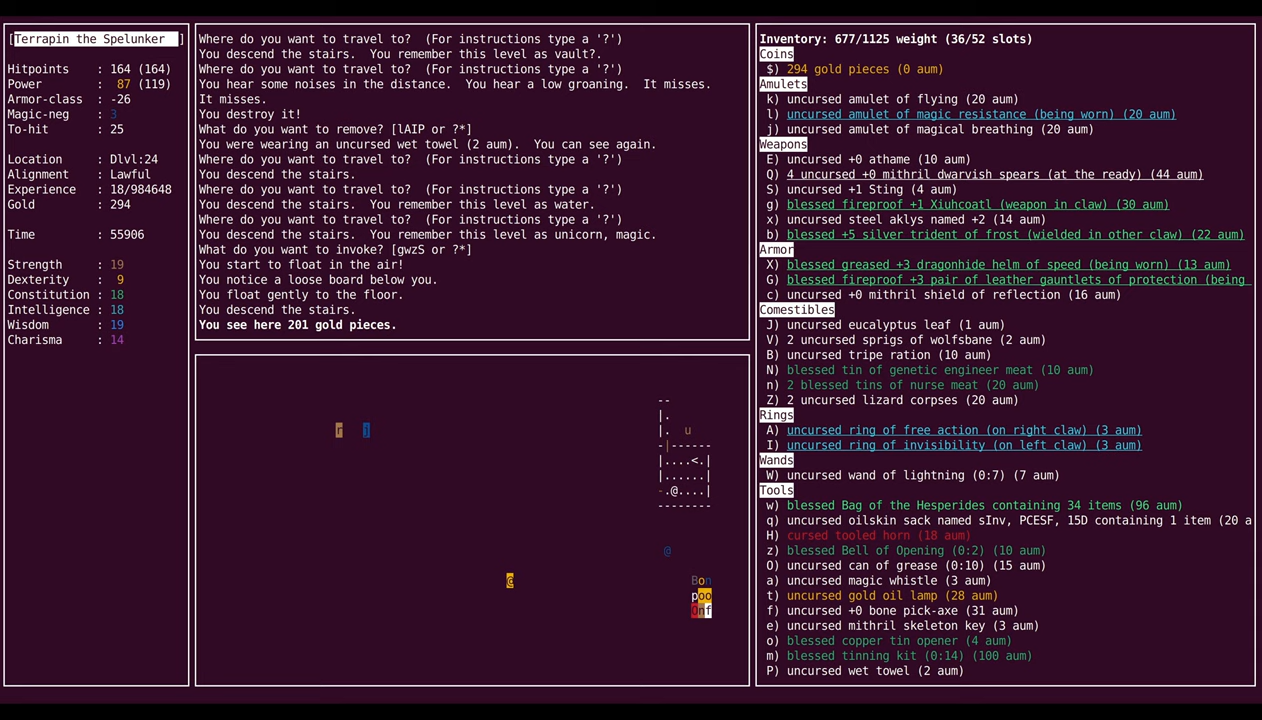 [Terrapin the Spelunker  ]
Hitpoints    : 164 (164)
Power        :  87 (119)
Armor-class  : -26
Magic-neg    : 3
To-hit       : 25
Location     : Dlvl:24
Alignment    : Lawful
Experience   : 18/984648
Gold         : 294
Time         : 55906
Strength     : 19
Dexterity    :  9
Constitution : 18
Intelligence : 18
Wisdom       : 19
Charisma     : 14
Where do you want to travel to?  (For instructions type a '?')
You descend the stairs.  You remember this level as vault?.
Where do you want to travel to?  (For instructions type a '?')
You hear some noises in the distance.  You hear a low groaning.  It misses.
It misses.
You destroy it!
What do you want to remove? [lAIP or ?*]
You were wearing an uncursed wet towel (2 aum).  You can see again.
Where do you want to travel to?  (For instructions type a '?')
You descend the stairs.
Where do you want to travel to?  (For instructions type a '?')
You descend the stairs.  You remember this level as water.
Where do you want to travel to?  (For instructions type a '?')
You descend the stairs.  You remember this level as unicorn, magic.
What do you want to invoke? [gwzS or ?*]
You start to float in the air!
You notice a loose board below you.
You float gently to the floor.
You descend the stairs.
You see here 201 gold pieces.
--
|.
r   j |.  u
-|------
|....<.|
|......|
-.@....|
--------
@
@ Bon
poo
Onf
Inventory: 677/1125 weight (36/52 slots)
Coins
$) 294 gold pieces (0 aum)
Amulets
k) uncursed amulet of flying (20 aum)
l) uncursed amulet of magic resistance (being worn) (20 aum)
j) uncursed amulet of magical breathing (20 aum)
Weapons
E) uncursed +0 athame (10 aum)
Q) 4 uncursed +0 mithril dwarvish spears (at the ready) (44 aum)
S) uncursed +1 Sting (4 aum)
g) blessed fireproof +1 Xiuhcoatl (weapon in claw) (30 aum)
x) uncursed steel aklys named +2 (14 aum)
b) blessed +5 silver trident of frost (wielded in other claw) (22 aum)
Armor
X) blessed greased +3 dragonhide helm of speed (being worn) (13 aum)
G) blessed fireproof +3 pair of leather gauntlets of protection (being
c) uncursed +0 mithril shield of reflection (16 aum)
Comestibles
J) uncursed eucalyptus leaf (1 aum)
V) 2 uncursed sprigs of wolfsbane (2 aum)
B) uncursed tripe ration (10 aum)
N) blessed tin of genetic engineer meat (10 aum)
n) 2 blessed tins of nurse meat (20 aum)
Z) 2 uncursed lizard corpses (20 aum)
Rings
A) uncursed ring of free action (on right claw) (3 aum)
I) uncursed ring of invisibility (on left claw) (3 aum)
Wands
W) uncursed wand of lightning (0:7) (7 aum)
Tools
w) blessed Bag of the Hesperides containing 34 items (96 aum)
q) uncursed oilskin sack named sInv, PCESF, 15D containing 1 item (20 a
H) cursed tooled horn (18 aum)
z) blessed Bell of Opening (0:2) (10 aum)
O) uncursed can of grease (0:10) (15 aum)
a) uncursed magic whistle (3 aum)
t) uncursed gold oil lamp (28 aum)
f) uncursed +0 bone pick-axe (31 aum)
e) uncursed mithril skeleton key (3 aum)
o) blessed copper tin opener (4 aum)
m) blessed tinning kit (0:14) (100 aum)
P) uncursed wet towel (2 aum)